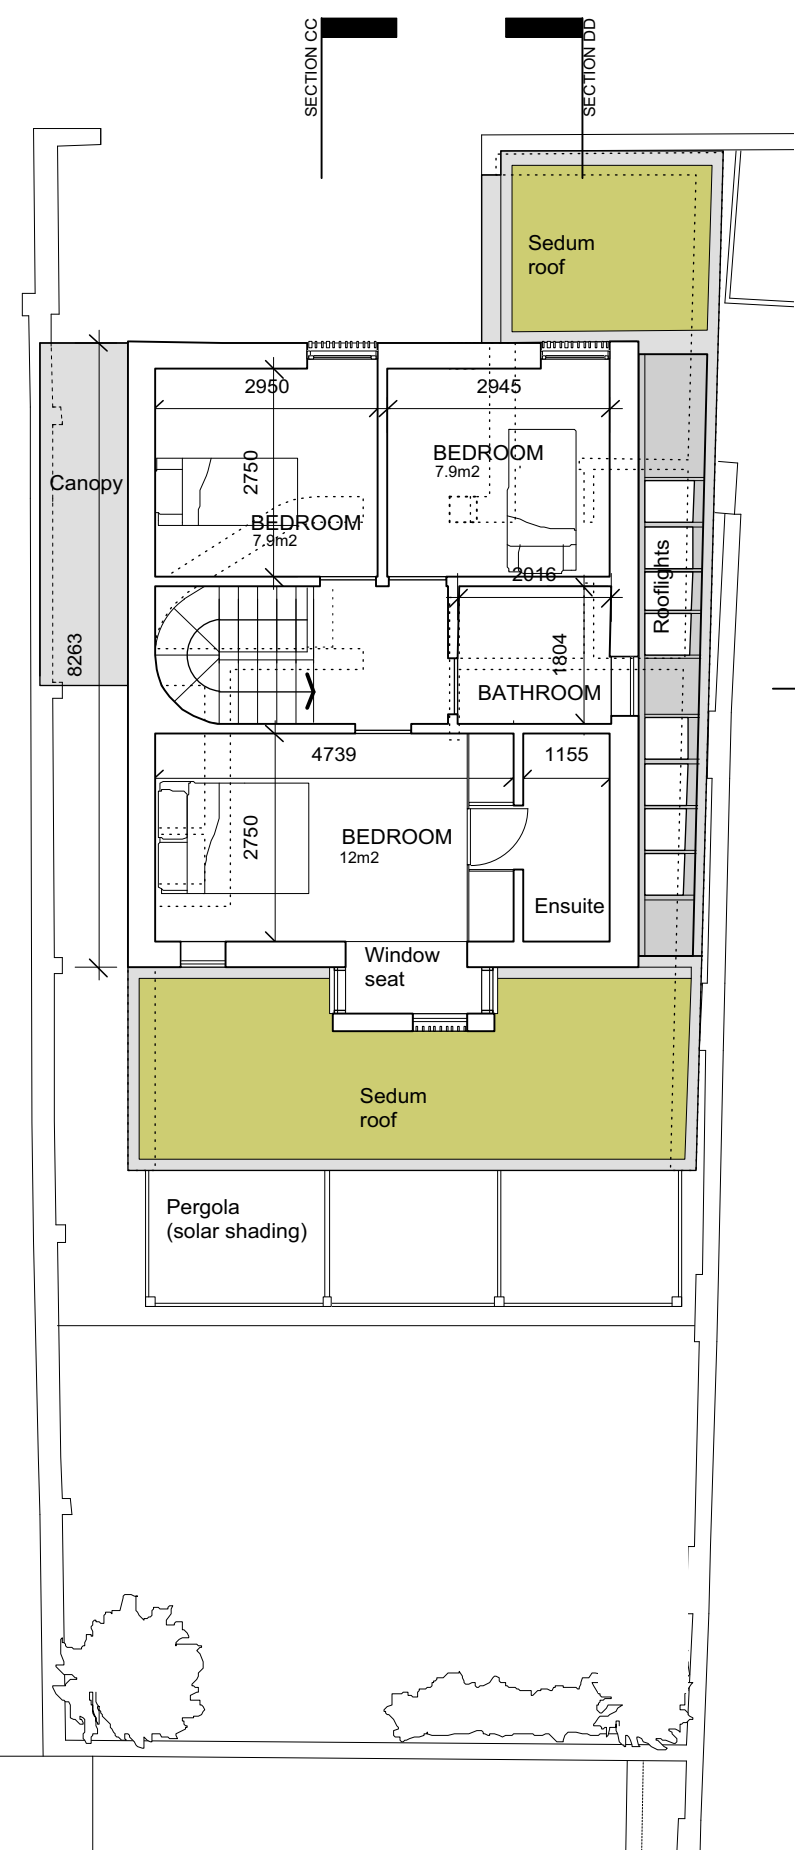 SECTION CC
SECTION DD
Sedum
roof
2950
2945
BEDROOM
7.9m2
2750
Canopy
BEDROOM
7.9m2
2016
Rooflights
8263
1804
BATHROOM
4739
1155
2750
BEDROOM
12m2
Ensuite
Window
seat
Sedum
roof
Pergola
(solar shading)